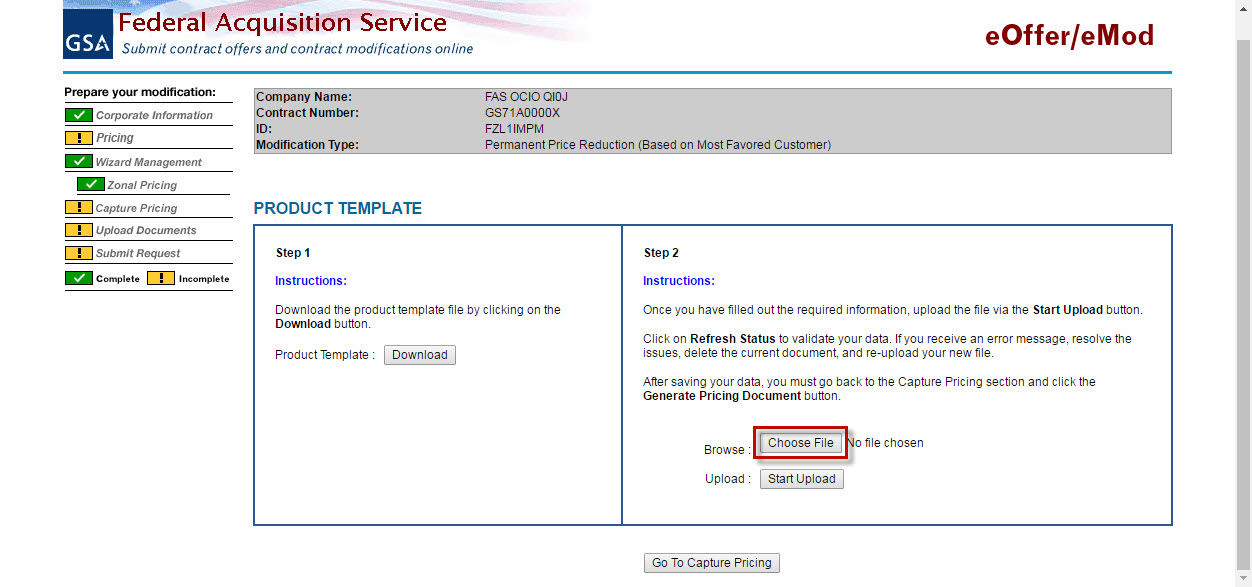 GSA
Federal Acquisition Service
Submit contract offers and contract modifications online
eOffer/eMod
Prepare your modification:
Corporate Information
! Pricing
Wizard Management
Zonal Pricing
! Capture Pricing
! Upload Documents
! Submit Request
Complete ! Incomplete
Company Name: FAS OCIO QI0J
Contract Number: GS71A0000X
ID: FZL1IMPM
Modification Type: Permanent Price Reduction (Based on Most Favored Customer)
PRODUCT TEMPLATE
Step 1
Instructions:
Download the product template file by clicking on the
Download button.
Product Template : Download
Step 2
Instructions:
Once you have filled out the required information, upload the file via the Start Upload button.
Click on Refresh Status to validate your data. If you receive an error message, resolve the
issues, delete the current document, and re-upload your new file.
After saving your data, you must go back to the Capture Pricing section and click the
Generate Pricing Document button.
Browse : Choose File No file chosen
Upload : Start Upload
Go To Capture Pricing